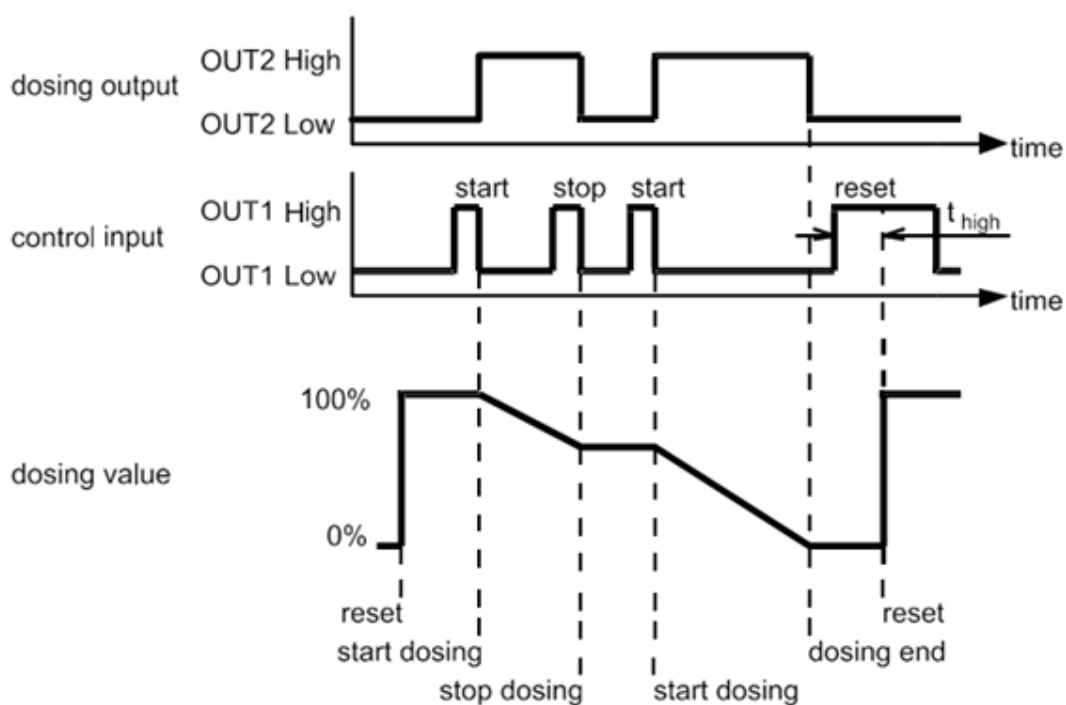 OUT2 High
dosing output
OUT2 Low
time
start stop start reset
OUT1 High
t high
control input
OUT1 Low
time
100%
dosing value
0%
reset reset
start dosing dosing end
stop dosing start dosing